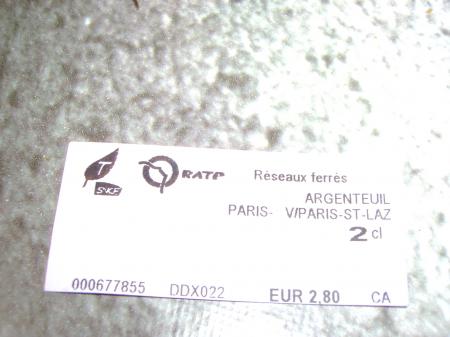 T
SNCF
RATP Réseaux ferrés
ARGENTEUIL
PARIS- V/PARIS-ST-LAZ
2 cl
000677855 DDX022 EUR 2,80 CA